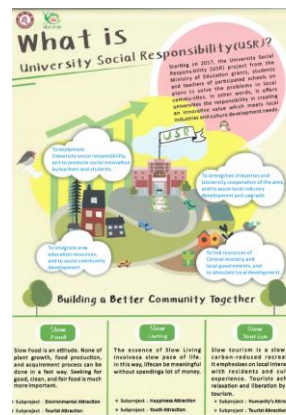 What is
University Social Responsibility(USR)?
Starting in 2017, the University Social
Responsibility (USR) project from the
Ministry of Education grants, students
and teachers of participated schools on
plans to solve the problems in local
communities. In other words, it offers
universities the responsibility in creating
an innovative value which meets local
industries and culture development needs.
USR
To implement
University social responsibility,
and to promote social innovation
by teachers and students.
To strengthen industries and
University cooperation of the area,
and to assist local industry
development and upgrade.
To integrate area
education resources,
and to assist community
development.
To link resources of
Central ministry and
local governments, and
to stimulate local development
Building a Better Community Together
Slow
Food
Slow Food is an attitude. None of
plant growth, food production,
and acquirement process can be
done in a fast way. Seeking for
good, clean, and fair food is much
more important.
Subproject : Environmental Attraction
Subproject : Tourist Attraction
Slow
Living
The essence of Slow Living
involvess slow pace of life.
In this way, lifecan be meaningful
without spendings lot of money.
Subproject : Happiness Attraction
Subproject : Youth Attraction
Slow
Tourism
Slow tourism is a slow
carbon-reduced recreat
It emphasizes on local intera
with residents and cul
experience. Tourists ach
relaxation and liberation by
tourism.
Subproject : Humanity's Attra
Subproject : Tourist Attraction